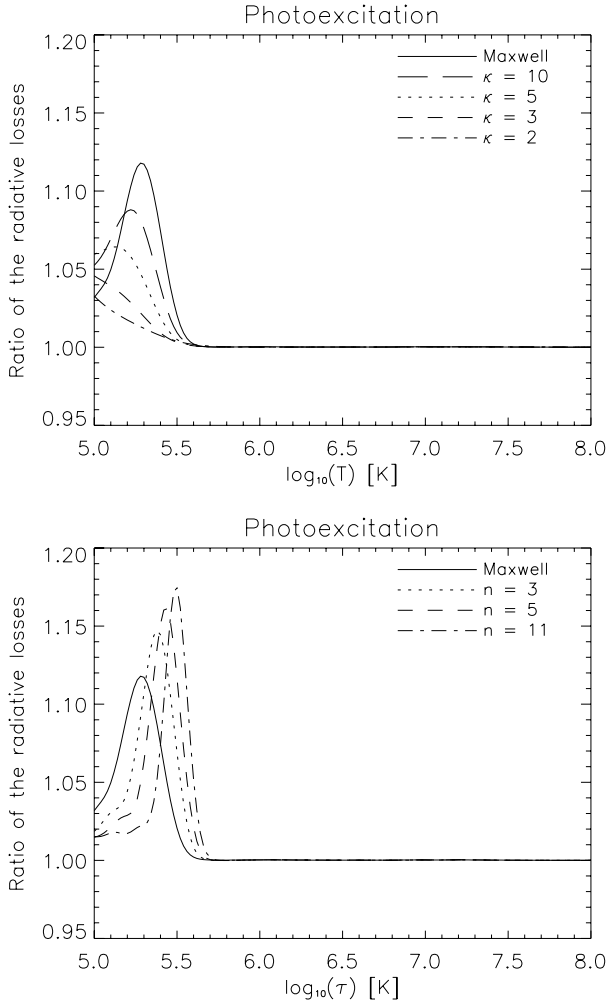 Photoexcitation
Ratio of the radiative losses
1.20
1.15
1.10
1.05
1.00
0.95
Maxwell
κ = 10
κ = 5
κ = 3
κ = 2
5.0 5.5 6.0 6.5 7.0 7.5 8.0
log₁₀(T) [K]
Photoexcitation
Ratio of the radiative losses
1.20
1.15
1.10
1.05
1.00
0.95
Maxwell
n = 3
n = 5
n = 11
5.0 5.5 6.0 6.5 7.0 7.5 8.0
log₁₀(τ) [K]